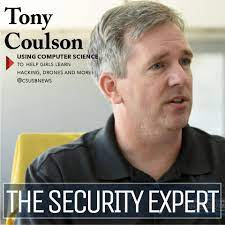 Tony
Coulson
USING COMPUTER SCIENCE
TO HELP GIRLS LEARN
HACKING, DRONES AND MORE!
@CSUSBNEWS
THE SECURITY EXPERT